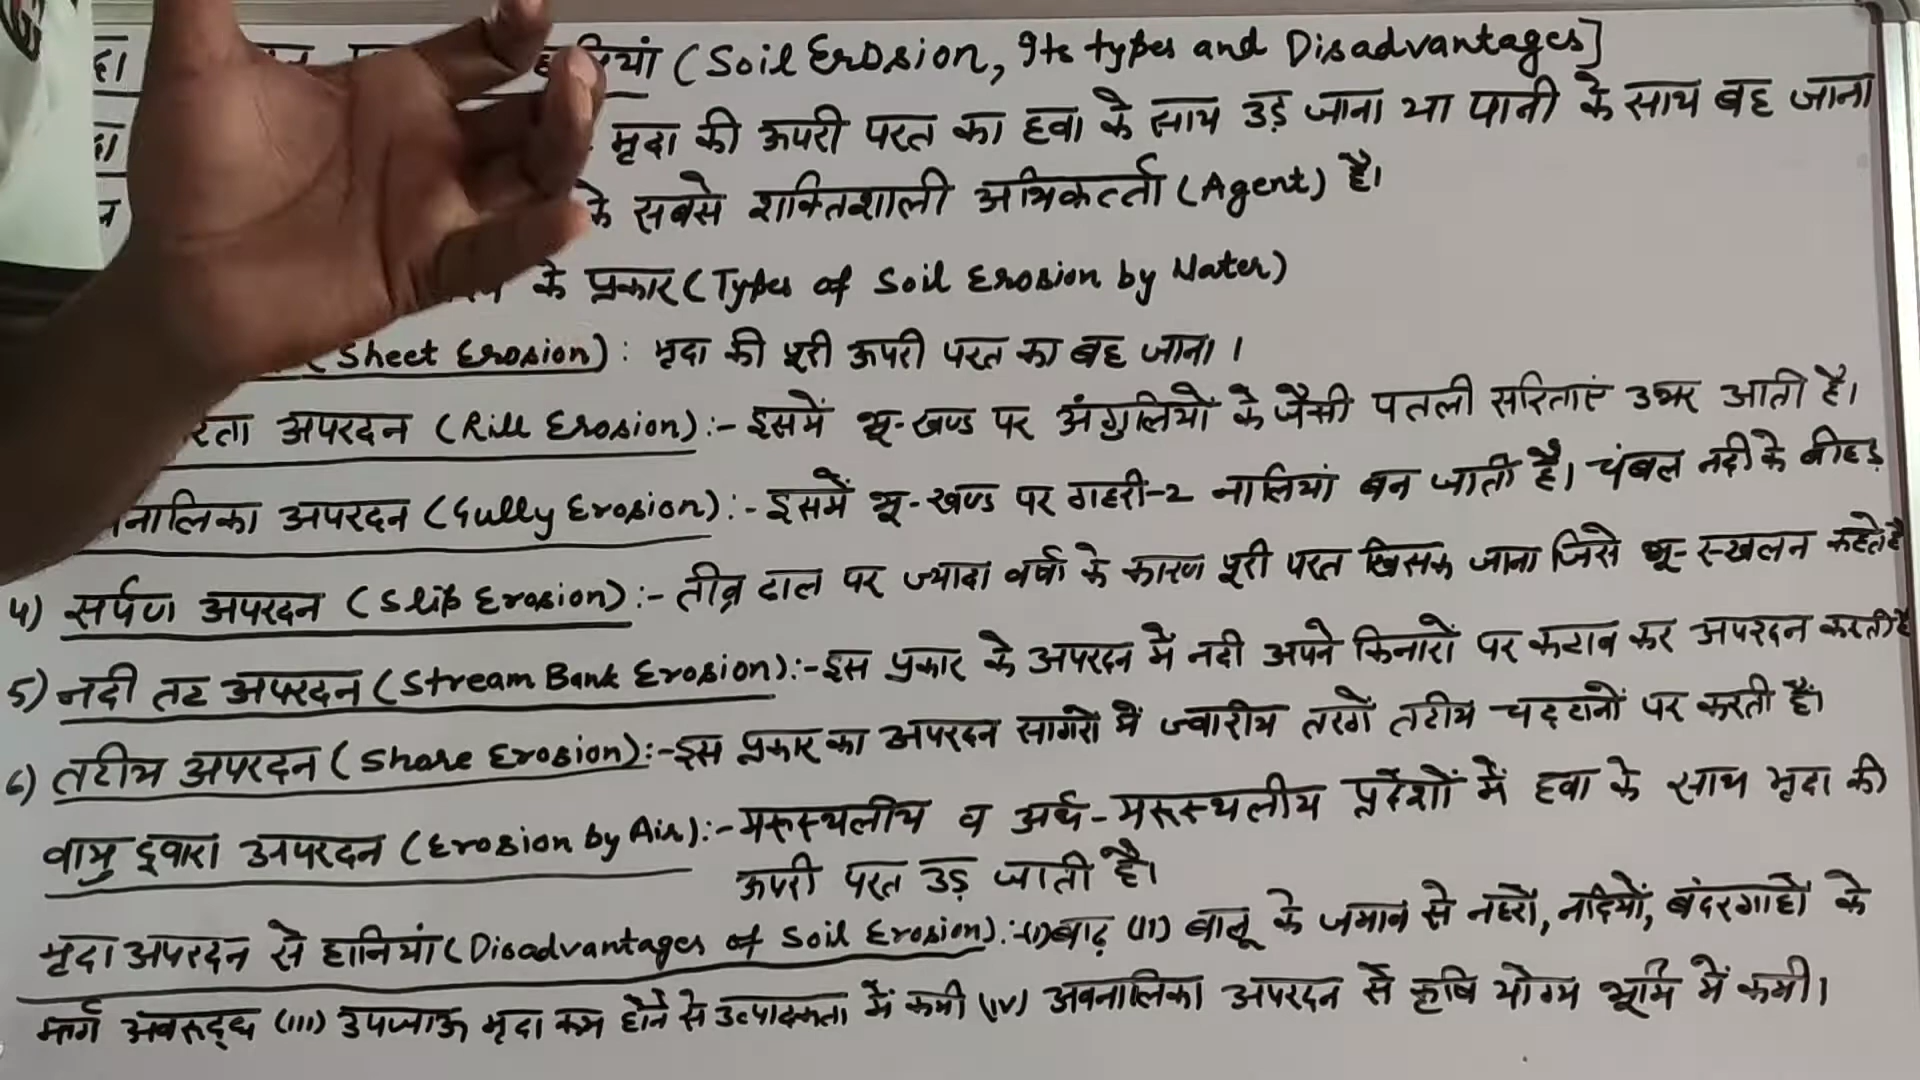 (Soil Erosion, Its types and Disadvantages]
मृदा की ऊपरी परत का हवा के साथ उड़ जाना या पानी के साथ बह जाना
के सबसे शक्तिशाली अभिकर्त्ता (Agent) है।
के प्रकार (Types of Soil Erosion by Water)
(Sheet Erosion): मृदा की पूरी ऊपरी परत का बह जाना।
अपरदन (Rill Erosion):- इसमें भू-खण्ड पर अंगुलियों के जैसी पतली सरिताएं उभर आती है।
अपरदन (Gully Erosion):- इसमें भू-खण्ड पर गहरी-2 नालियां बन जाती है। चंबल नदी के बीहड़
4) सर्पण अपरदन (Slip Erosion):- तीव्र ढाल पर ज्यादा वर्षा के कारण पूरी परत खिसक जाना जिसे भू-स्खलन कहते है
5) नदी तट अपरदन (Stream Bank Erosion):- इस प्रकार के अपरदन में नदी अपने किनारों पर कटाव कर अपरदन करती है
6) तटीय अपरदन (Shore Erosion):- इस प्रकार का अपरदन सागरों में ज्वारीय तरंगे तटीय चट्टानों पर करती हैं।
वायु द्वारा अपरदन (Erosion by Air):- मरूस्थलीय व अर्ध-मरूस्थलीय प्रदेशों में हवा के साथ मृदा की
ऊपरी परत उड़ जाती है।
मृदा अपरदन से हानियां (Disadvantages of Soil Erosion):-(i) बाढ़ (ii) बालू के जमाव से नहरों, नदियों, बंदरगाहों के
मार्ग अवरूद्ध (iii) उपजाऊ मृदा कम होने से उत्पादकता में कमी (iv) अवनालिका अपरदन से कृषि योग्य भूमि में कमी।